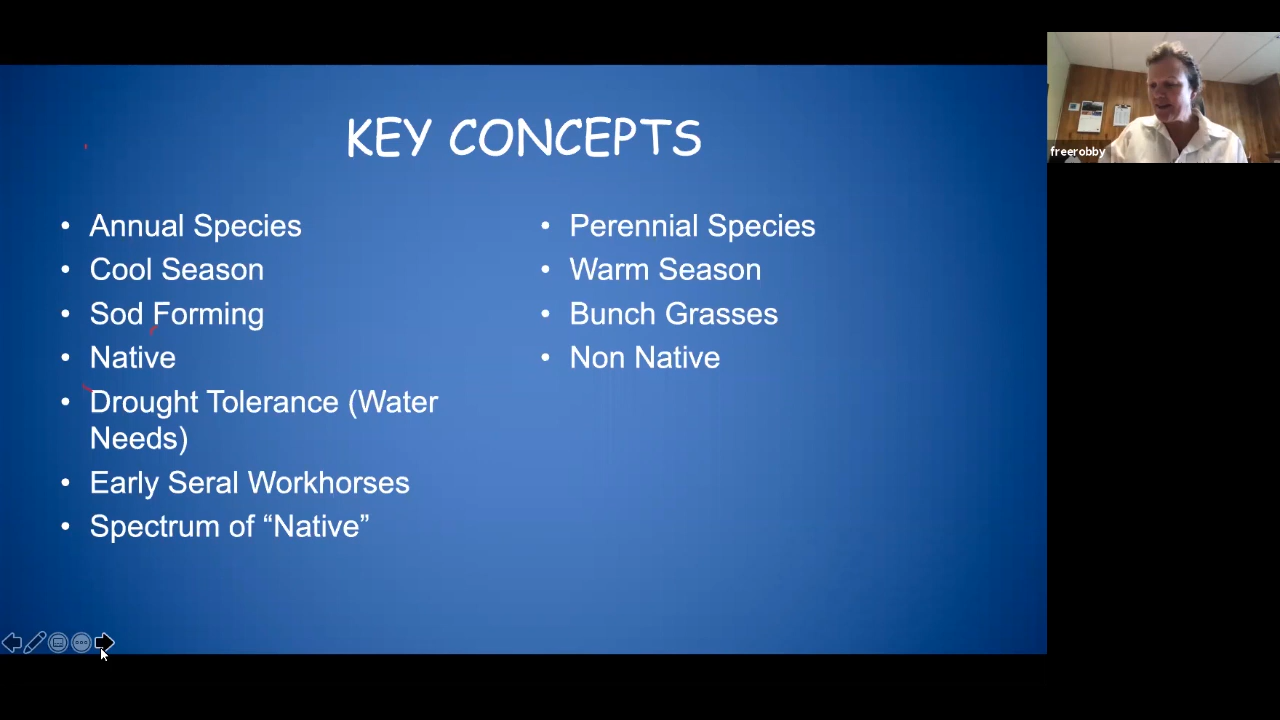 KEY CONCEPTS
• Annual Species
• Cool Season
• Sod Forming
• Native
• Drought Tolerance (Water
Needs)
• Early Seral Workhorses
• Spectrum of “Native”
• Perennial Species
• Warm Season
• Bunch Grasses
• Non Native
freerobby